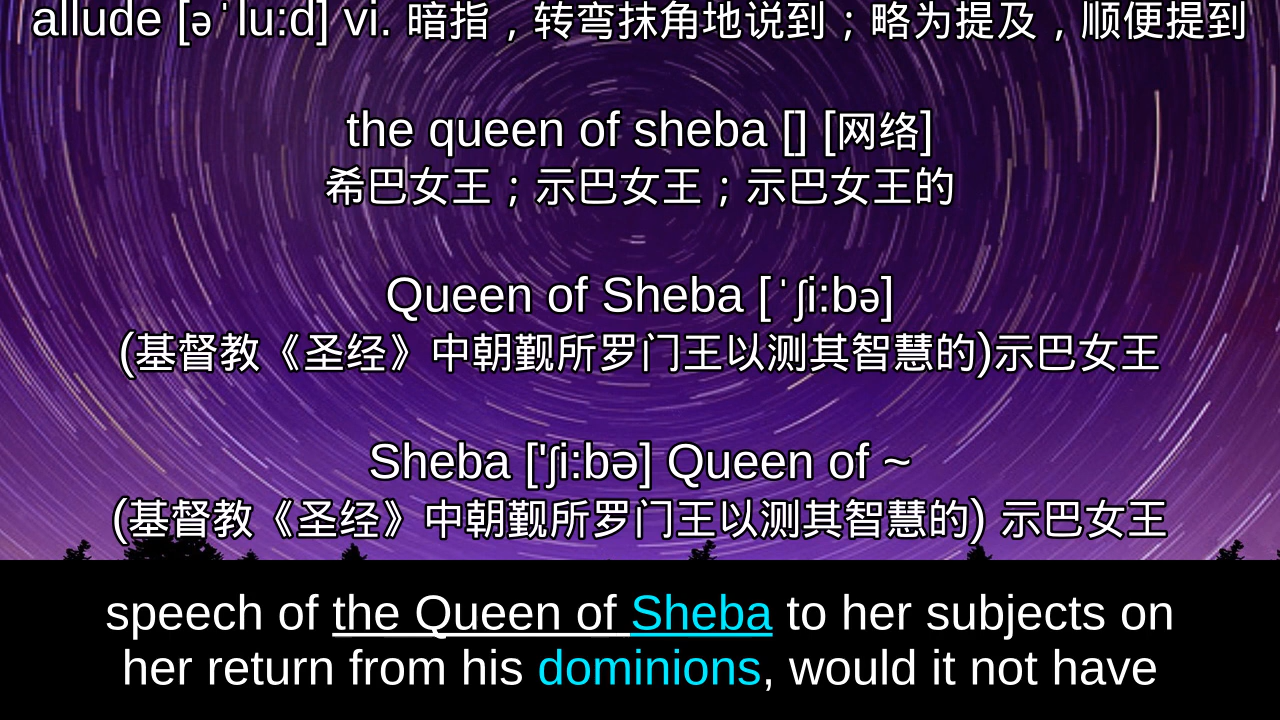 allude [əˈlu:d] vi. 暗指，转弯抹角地说到；略为提及，顺便提到
the queen of sheba [] [网络]
希巴女王；示巴女王；示巴女王的
Queen of Sheba [ˈʃi:bə]
(基督教《圣经》中朝觐所罗门王以测其智慧的)示巴女王
Sheba ['ʃi:bə] Queen of ~
(基督教《圣经》中朝觐所罗门王以测其智慧的) 示巴女王
speech of the Queen of Sheba to her subjects on
her return from his dominions, would it not have